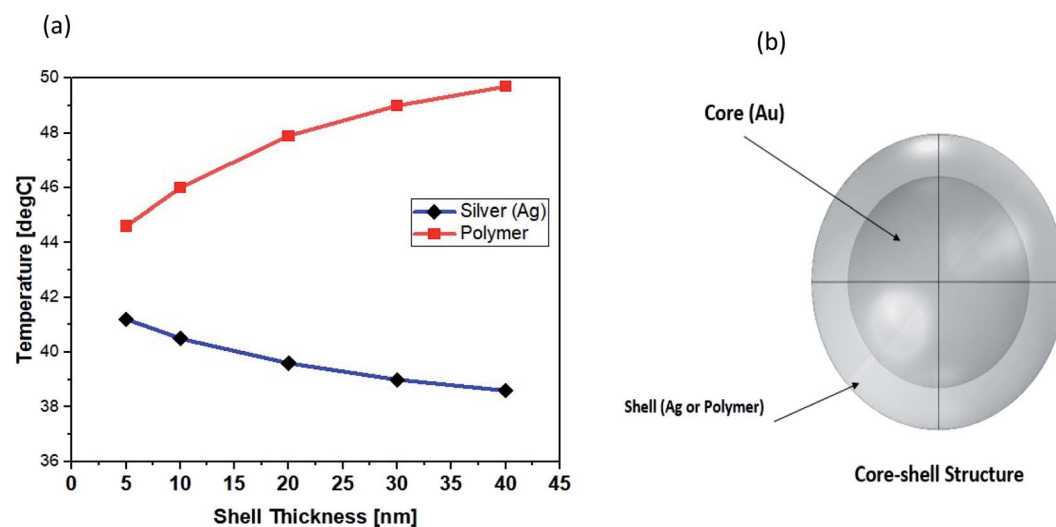 (a)
(b)
50
48
46
44
42
40
38
36
0
5
10
15
20
25
30
35
40
45
Temperature [degC]
Shell Thickness [nm]
Silver (Ag)
Polymer
Core (Au)
Shell (Ag or Polymer)
Core-shell Structure